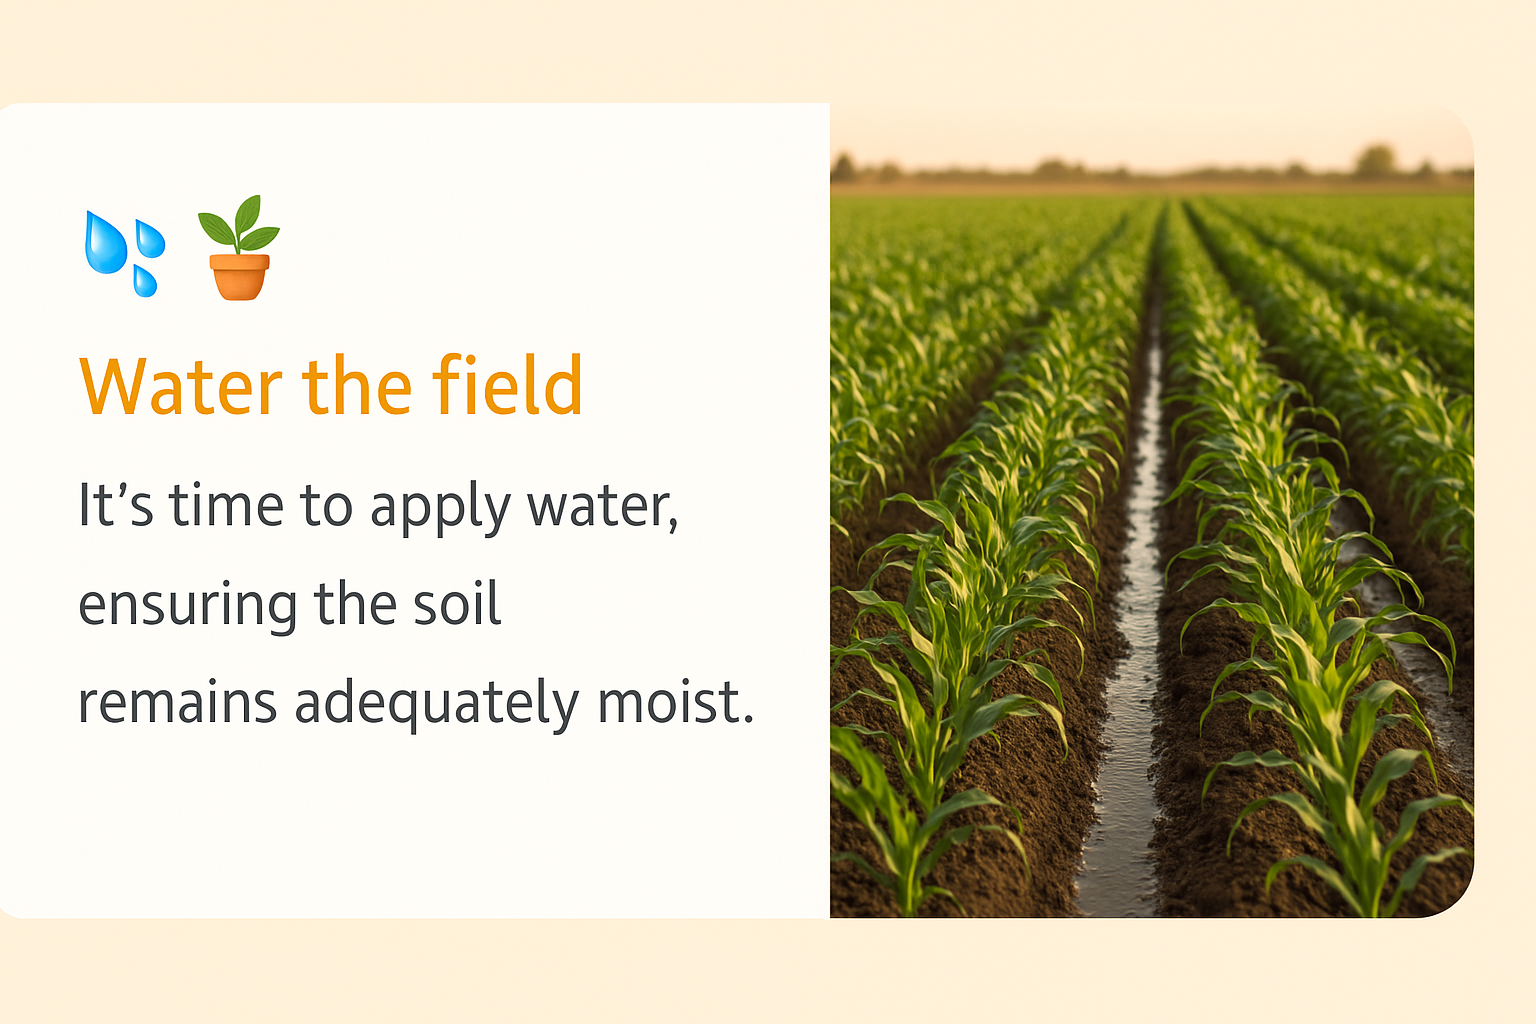 Water the field
It’s time to apply water,
ensuring the soil
remains adequately moist.